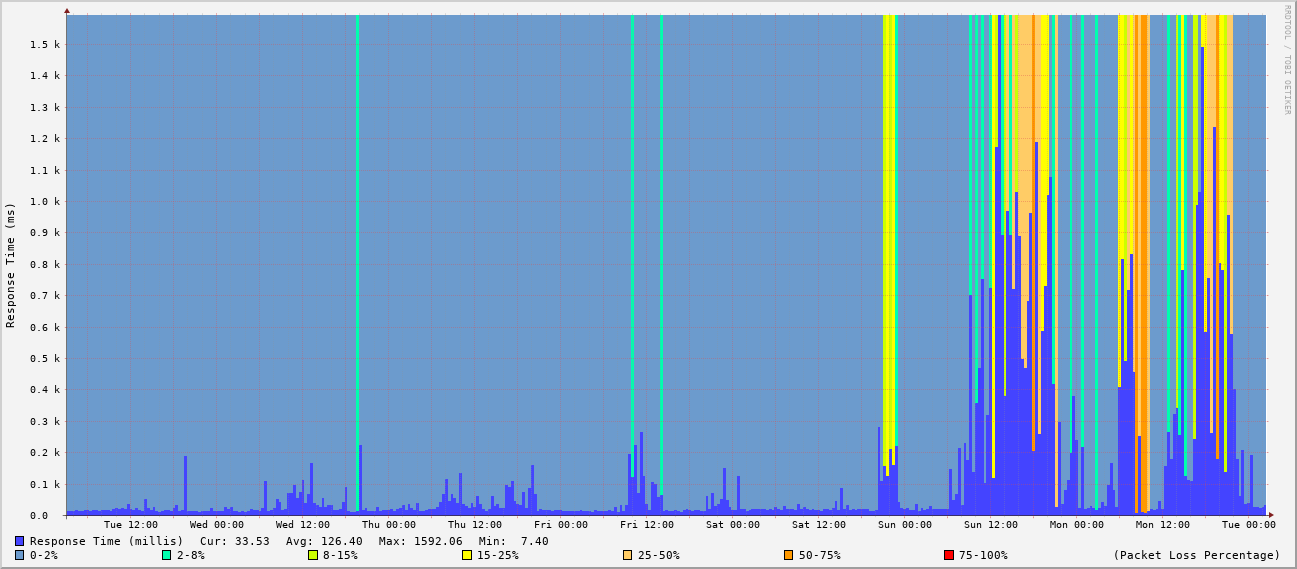 RRDTOOL / TOBI OETIKER
Response Time (ms)
1.5 k
1.4 k
1.3 k
1.2 k
1.1 k
1.0 k
0.9 k
0.8 k
0.7 k
0.6 k
0.5 k
0.4 k
0.3 k
0.2 k
0.1 k
0.0
Tue 12:00 Wed 00:00 Wed 12:00 Thu 00:00 Thu 12:00 Fri 00:00 Fri 12:00 Sat 00:00 Sat 12:00 Sun 00:00 Sun 12:00 Mon 00:00 Mon 12:00 Tue 00:00
Response Time (millis) Cur: 33.53 Avg: 126.40 Max: 1592.06 Min: 7.40
0-2% 2-8% 8-15% 15-25% 25-50% 50-75% 75-100% (Packet Loss Percentage)